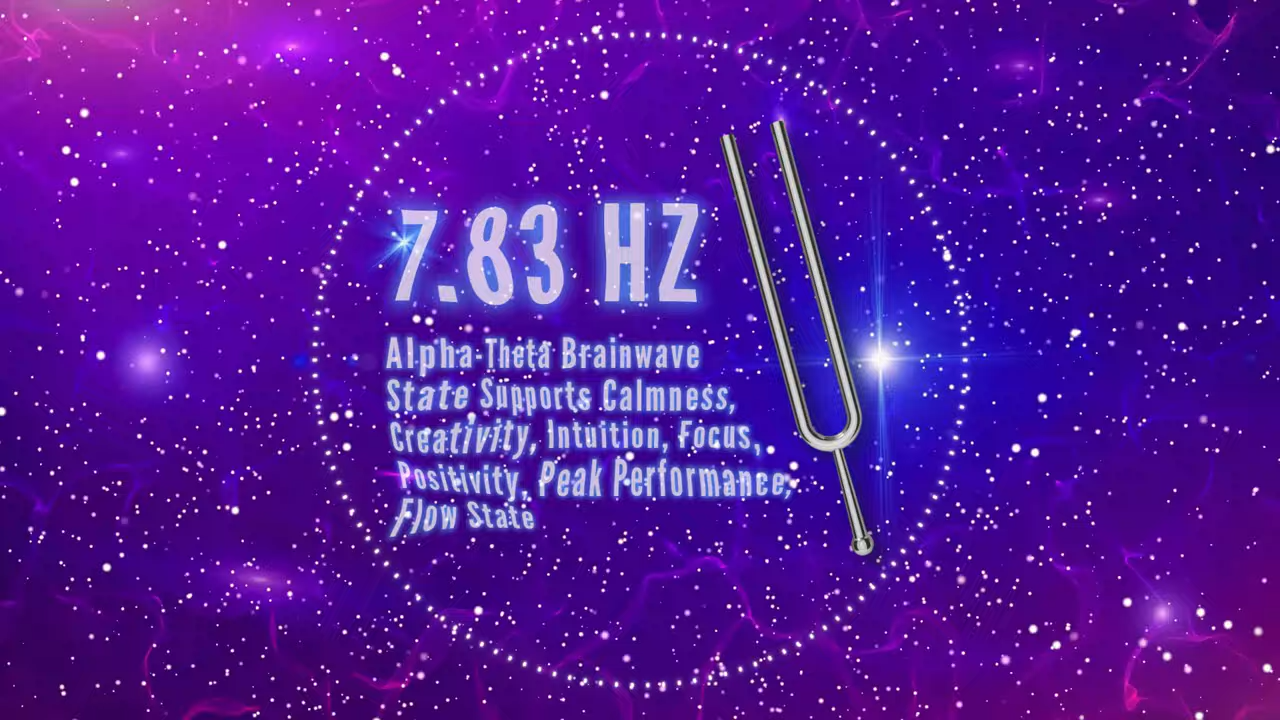 7.83 HZ
Alpha-Theta Brainwave
State Supports Calmness,
Creativity, Intuition, Focus,
Positivity, Peak Performance,
Flow State